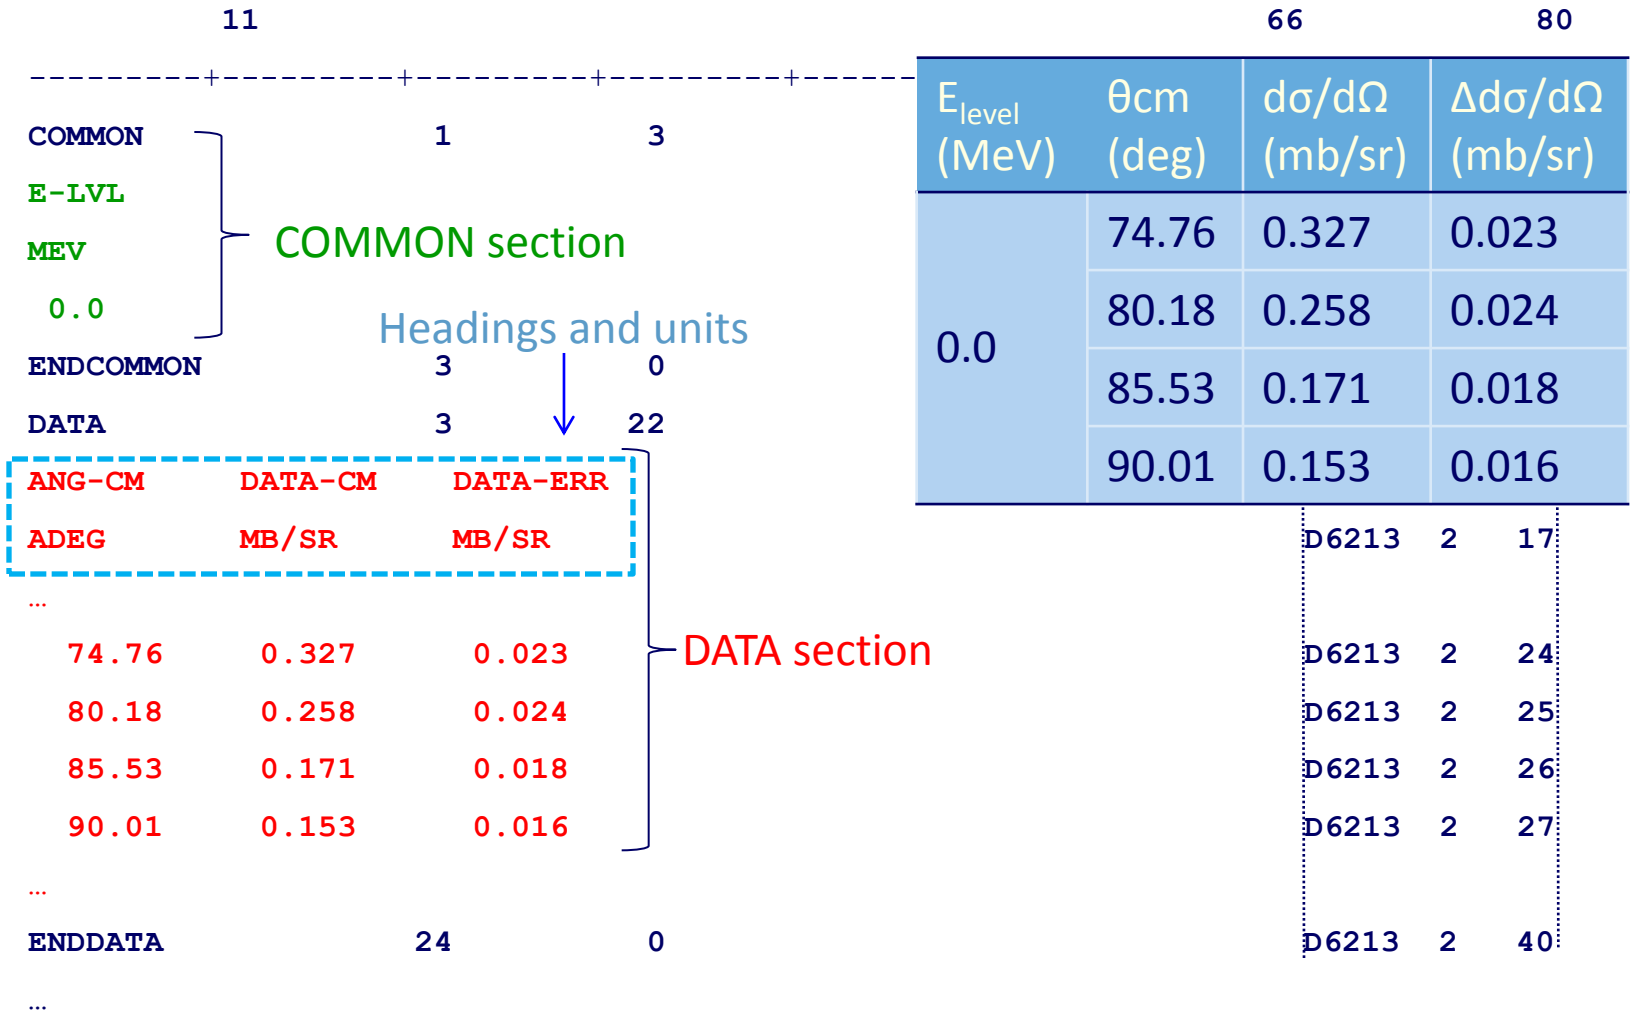 11 66 80
---------+---------+---------+---------+-------
COMMON 1 3
E-LVL
MEV
0.0
COMMON section
ENDCOMMON 3 0
Headings and units
DATA 3 22
ANG-CM DATA-CM DATA-ERR
ADEG MB/SR MB/SR D6213 2 17
…
74.76 0.327 0.023 D6213 2 24
80.18 0.258 0.024 D6213 2 25
85.53 0.171 0.018 D6213 2 26
90.01 0.153 0.016 D6213 2 27
DATA section
…
ENDDATA 24 0 D6213 2 40
…
Elevel θcm dσ/dΩ Δdσ/dΩ
(MeV) (deg) (mb/sr) (mb/sr)
0.0
74.76 0.327 0.023
80.18 0.258 0.024
85.53 0.171 0.018
90.01 0.153 0.016